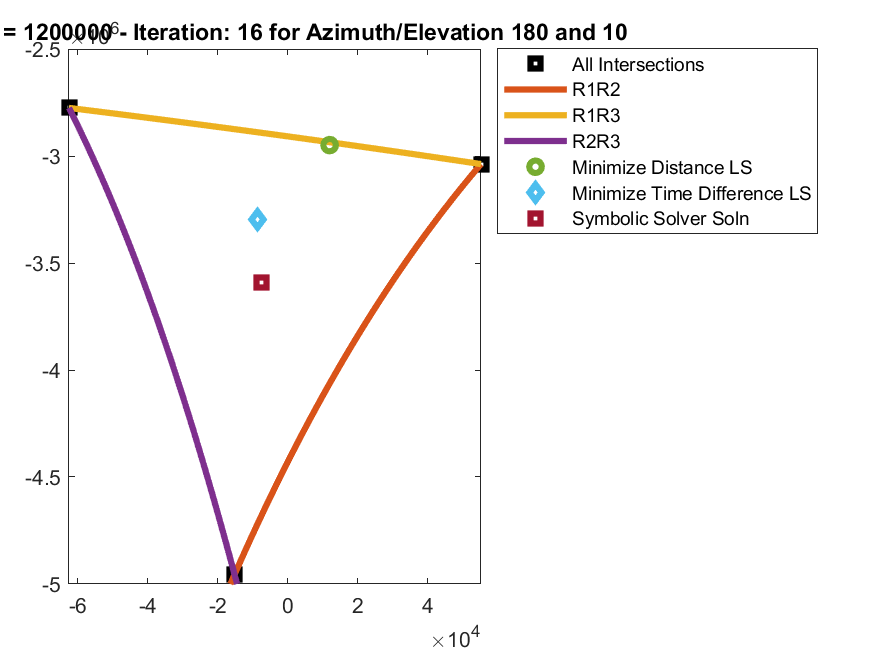 = 1200000 - Iteration: 16 for Azimuth/Elevation 180 and 10
×10^6
-2.5
-3
-3.5
-4
-4.5
-5
-6 -4 -2 0 2 4
×10^4
All Intersections
R1R2
R1R3
R2R3
Minimize Distance LS
Minimize Time Difference LS
Symbolic Solver Soln